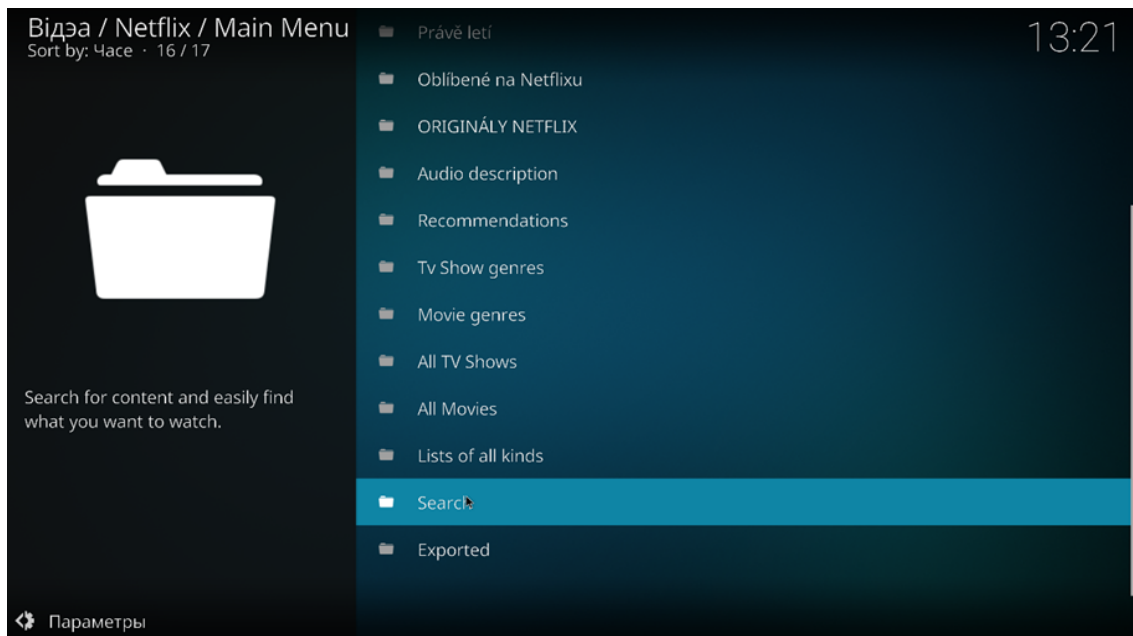 Відэа / Netflix / Main Menu
Sort by: Часе · 16 / 17
13:21
Právě letí
Oblíbené na Netflixu
ORIGINÁLY NETFLIX
Audio description
Recommendations
Tv Show genres
Movie genres
All TV Shows
All Movies
Lists of all kinds
Search
Exported
Search for content and easily find
what you want to watch.
Параметры